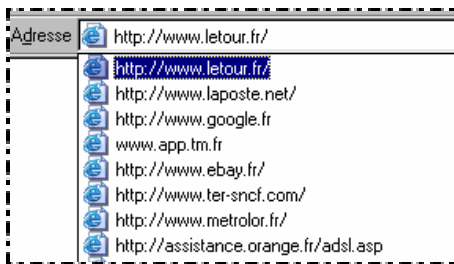 Adresse http://www.letour.fr/
http://www.letour.fr/
http://www.laposte.net/
http://www.google.fr
www.app.tm.fr
http://www.ebay.fr/
http://www.ter-sncf.com/
http://www.metrolor.fr/
http://assistance.orange.fr/adsl.asp